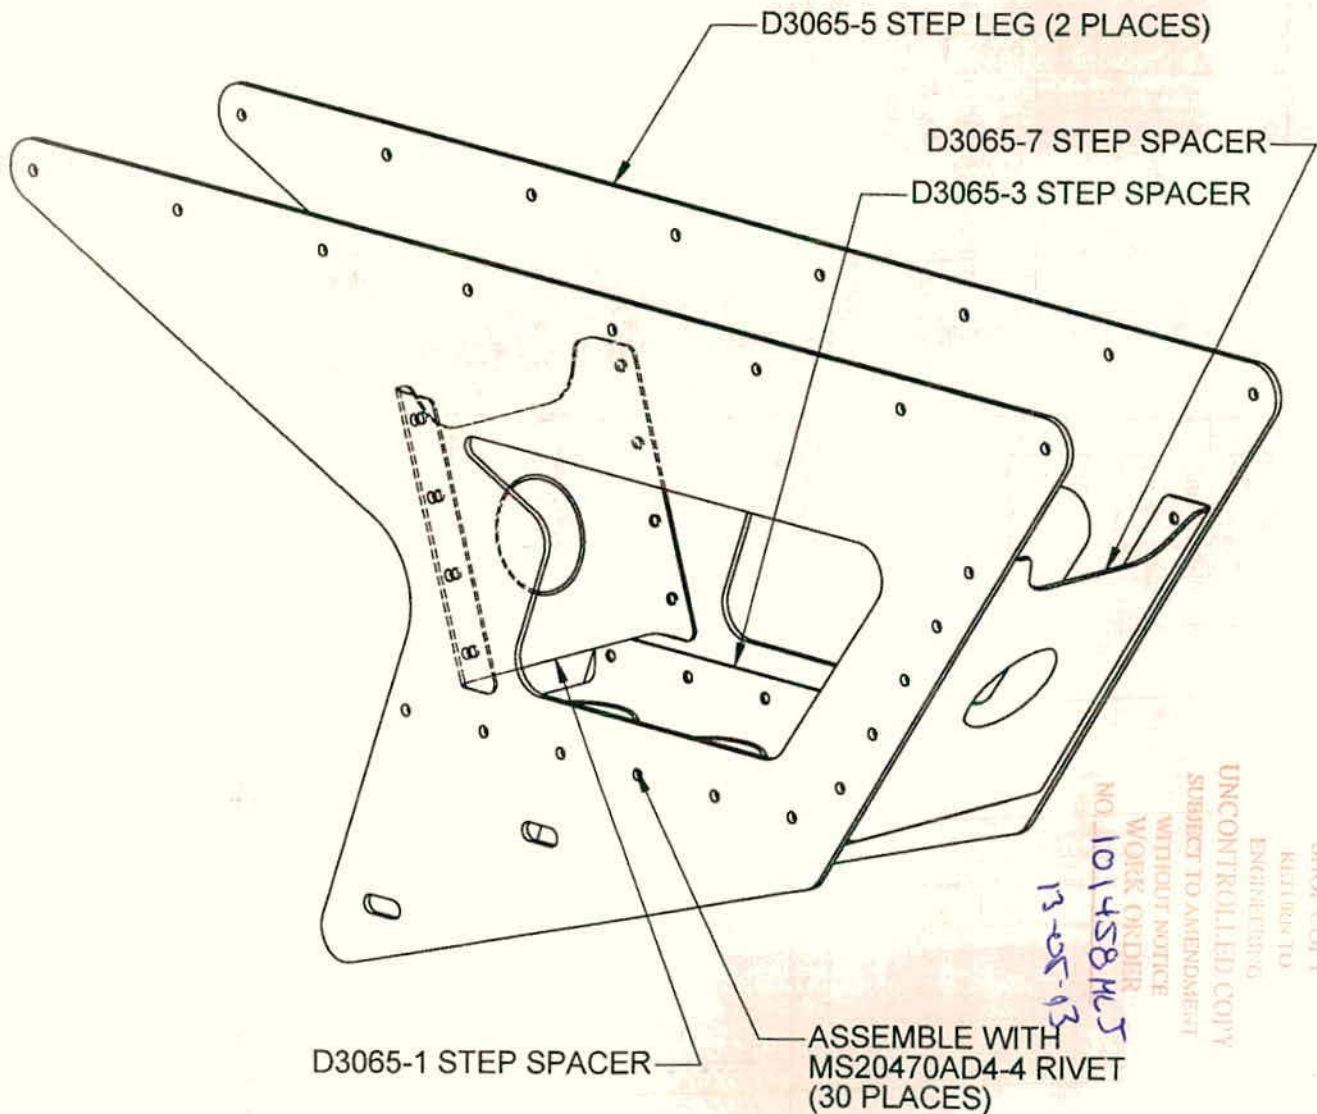 D3065-5 STEP LEG (2 PLACES)
D3065-7 STEP SPACER
D3065-3 STEP SPACER
D3065-1 STEP SPACER
ASSEMBLE WITH
MS20470AD4-4 RIVET
(30 PLACES)
RETURN TO
ENGINEERING
UNCONTROLLED COPY
SUBJECT TO AMENDMENT
WITHOUT NOTICE
WORK ORDER
NO. 101458 MLJ